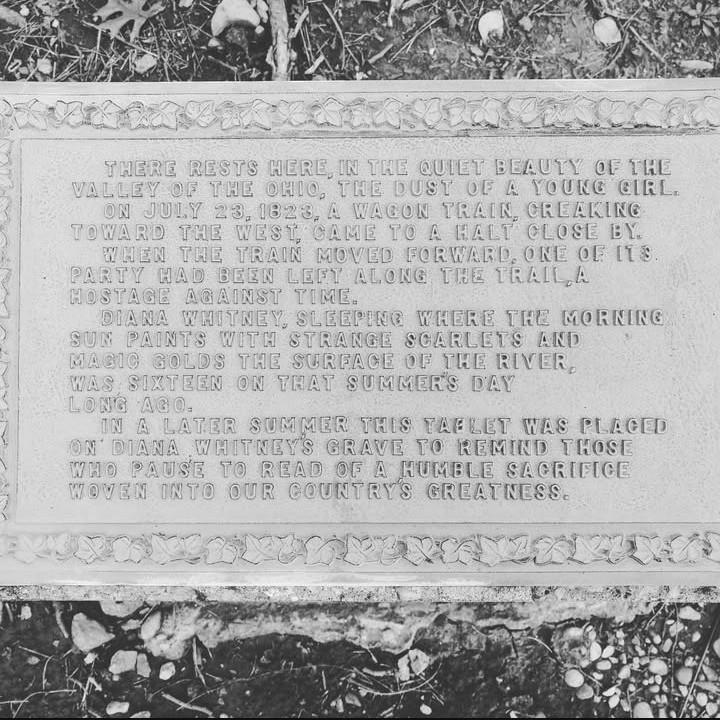 THERE RESTS HERE, IN THE QUIET BEAUTY OF THE
VALLEY OF THE OHIO, THE DUST OF A YOUNG GIRL.
ON JULY 23, 1823, A WAGON TRAIN, CREAKING
TOWARD THE WEST, CAME TO A HALT CLOSE BY.
WHEN THE TRAIN MOVED FORWARD, ONE OF ITS
PARTY HAD BEEN LEFT ALONG THE TRAIL, A
HOSTAGE AGAINST TIME.
DIANA WHITNEY, SLEEPING WHERE THE MORNING
SUN PAINTS WITH STRANGE SCARLETS AND
MAGIC GOLDS THE SURFACE OF THE RIVER,
WAS SIXTEEN ON THAT SUMMER'S DAY
LONG AGO.
IN A LATER SUMMER THIS TABLET WAS PLACED
ON DIANA WHITNEY'S GRAVE TO REMIND THOSE
WHO PAUSE TO READ OF A HUMBLE SACRIFICE
WOVEN INTO OUR COUNTRY'S GREATNESS.